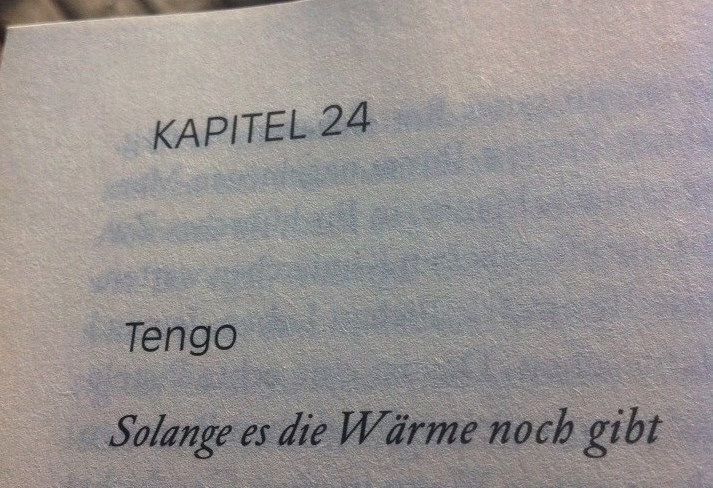 KAPITEL 24
Tengo
Solange es die Wärme noch gibt